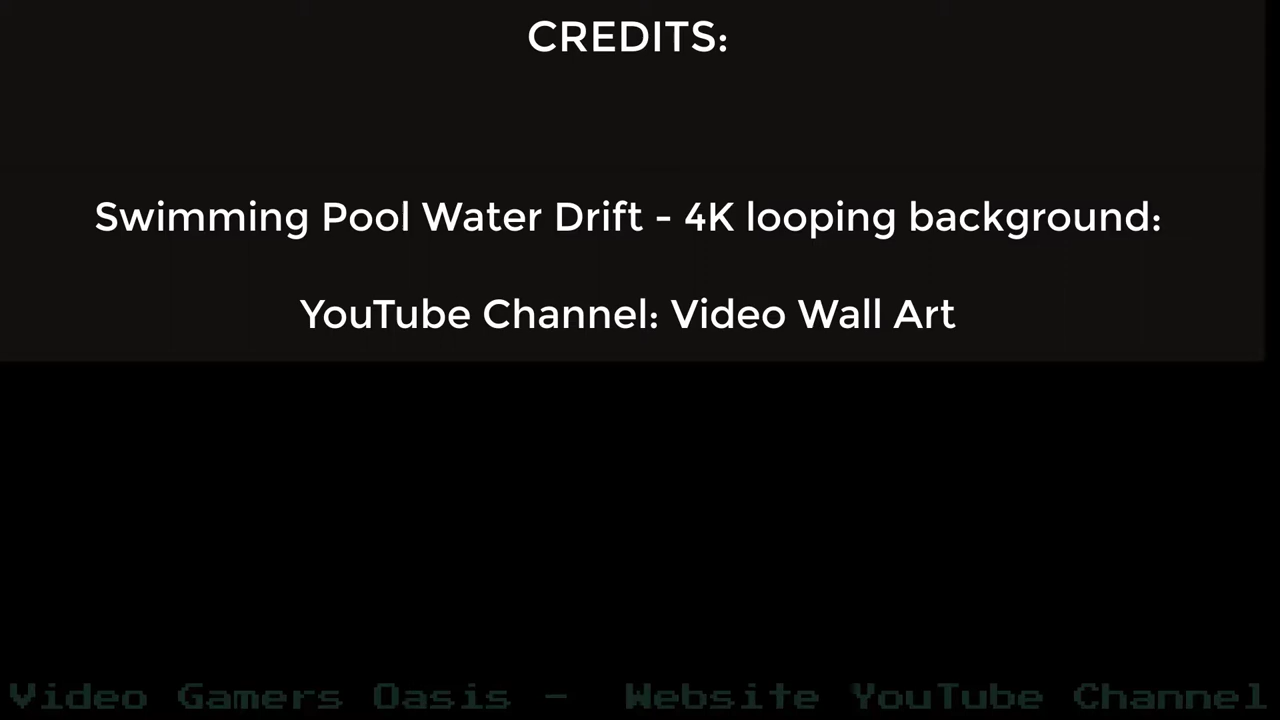 CREDITS:
Swimming Pool Water Drift - 4K looping background:
YouTube Channel: Video Wall Art
Video Gamers Oasis - Website YouTube Channel